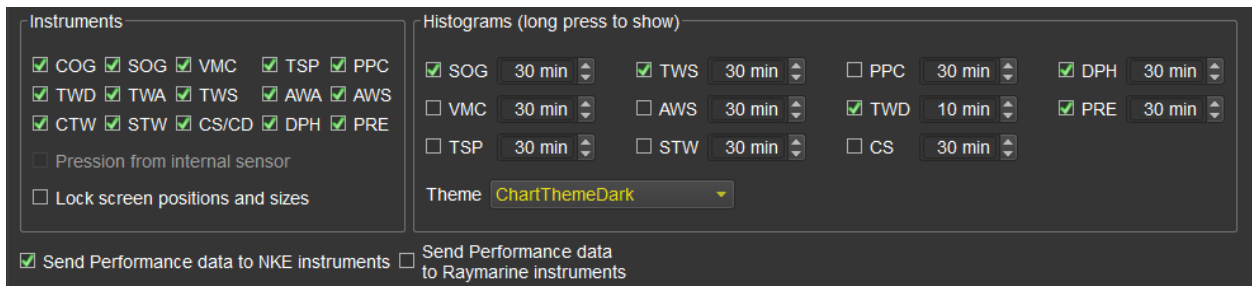 Instruments
COG SOG VMC TSP PPC
TWD TWA TWS AWA AWS
CTW STW CS/CD DPH PRE
Pression from internal sensor
Lock screen positions and sizes
Histograms (long press to show)
SOG 30 min TWS 30 min PPC 30 min DPH 30 min
VMC 30 min AWS 30 min TWD 10 min PRE 30 min
TSP 30 min STW 30 min CS 30 min
Theme ChartThemeDark
Send Performance data to NKE instruments
Send Performance data
to Raymarine instruments